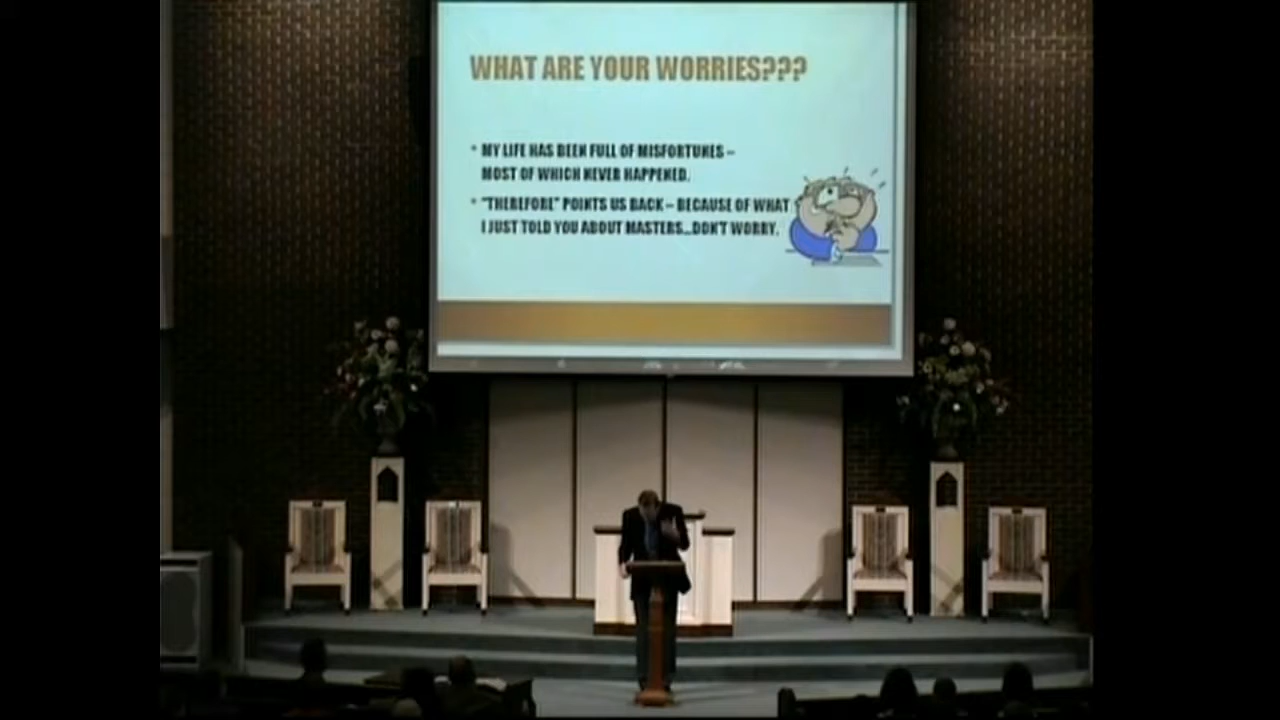 WHAT ARE YOUR WORRIES???
* MY LIFE HAS BEEN FULL OF MISFORTUNES –
MOST OF WHICH NEVER HAPPENED.
* "THEREFORE" POINTS US BACK – BECAUSE OF WHAT
I JUST TOLD YOU ABOUT MASTERS...DON'T WORRY.